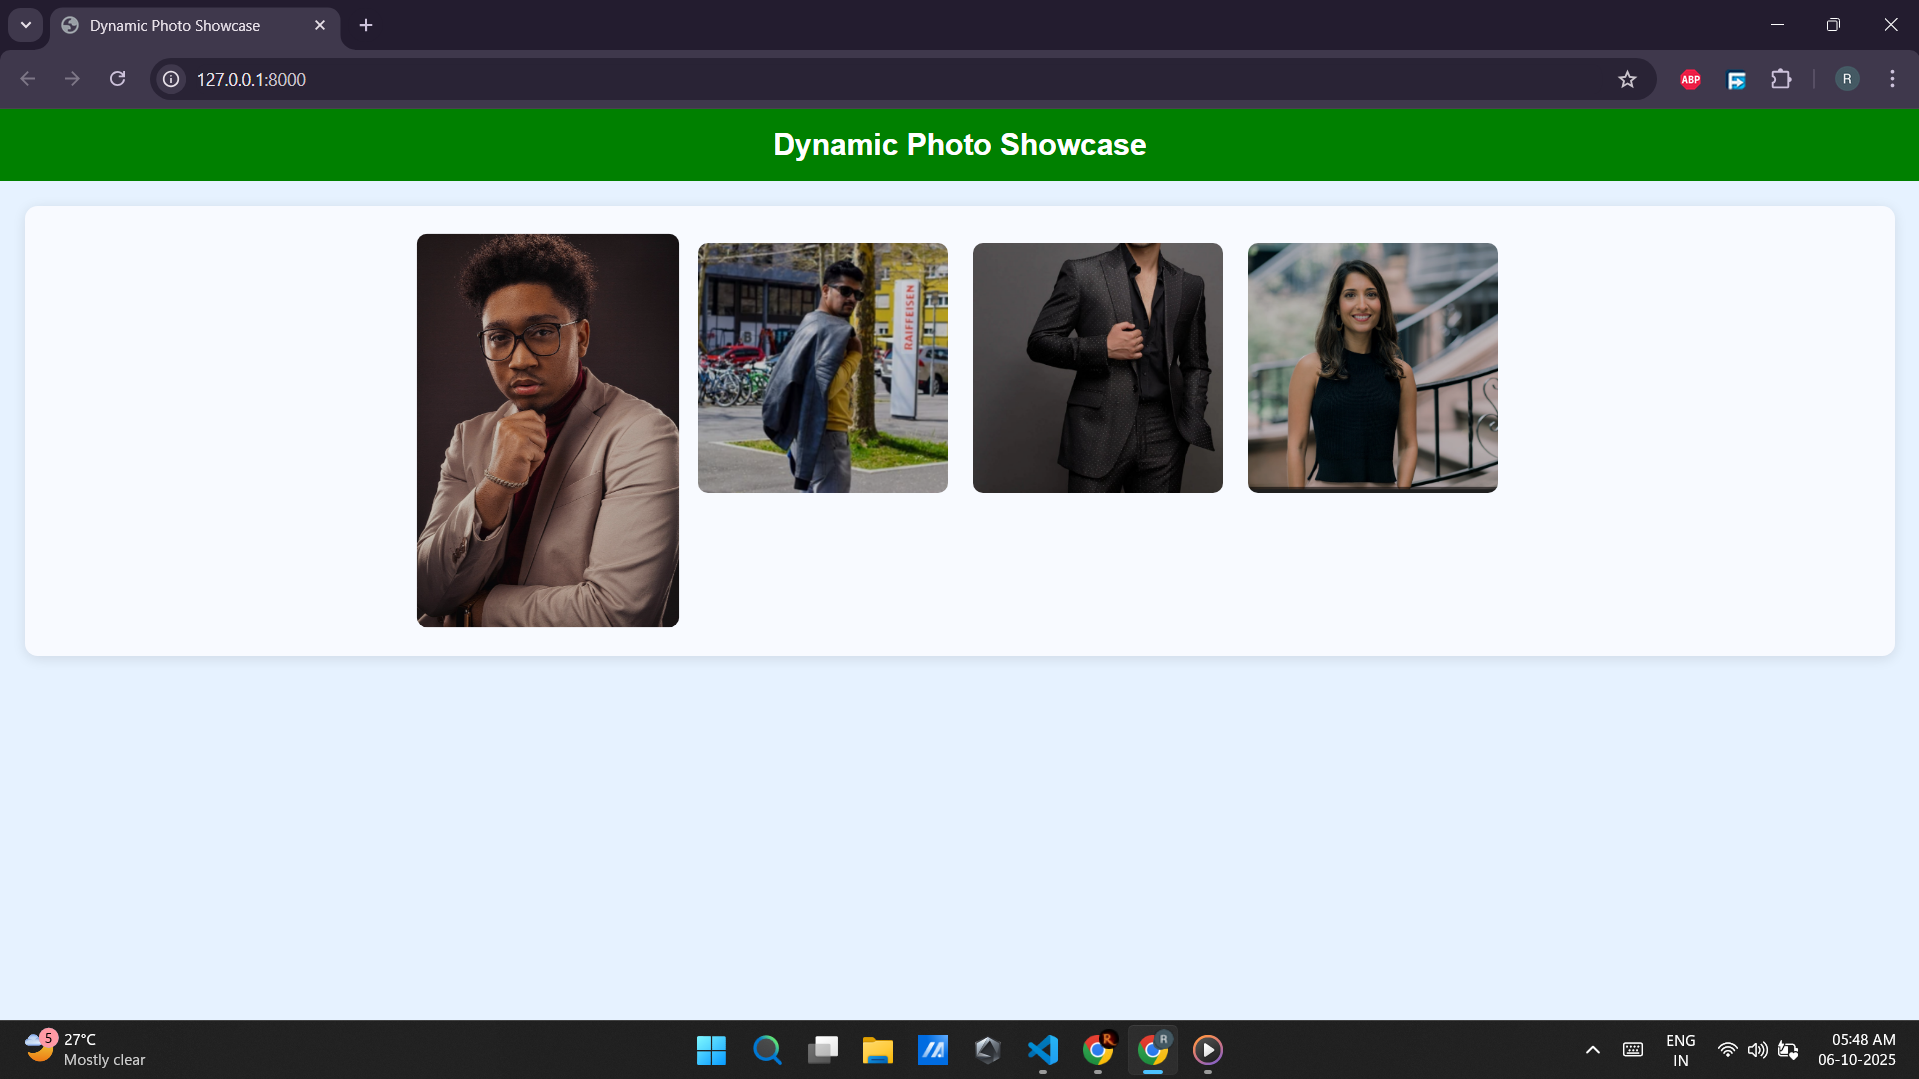 Dynamic Photo Showcase
127.0.0.1:8000
ABP
R
Dynamic Photo Showcase
RAIFFEISEN
5
27°C
Mostly clear
R
R
ENG
IN
05:48 AM
06-10-2025